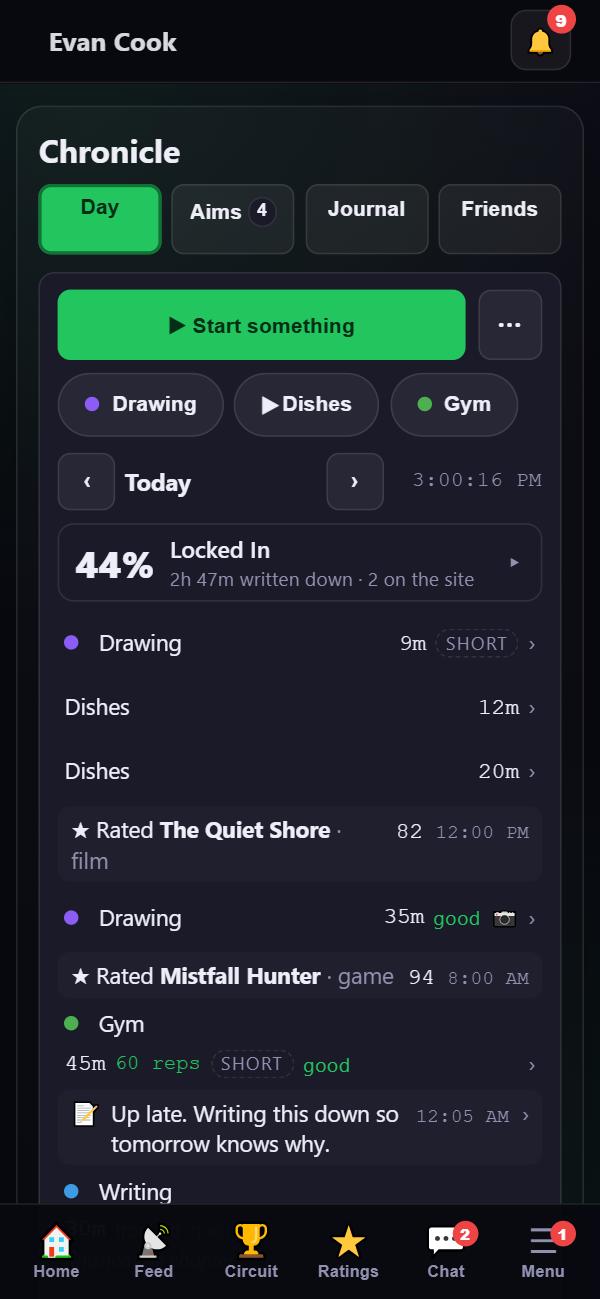 Evan Cook
9
Chronicle
Day
Aims 4
Journal
Friends
▶ Start something
•••
Drawing
▶Dishes
Gym
‹
Today
›
3:00:16 PM
44%
Locked In
2h 47m written down · 2 on the site
▸
Drawing 9m SHORT ›
Dishes 12m ›
Dishes 20m ›
★ Rated The Quiet Shore · 82 12:00 PM
film
Drawing 35m good ›
★ Rated Mistfall Hunter · game 94 8:00 AM
Gym
45m 60 reps SHORT good ›
Up late. Writing this down so 12:05 AM ›
tomorrow knows why.
Writing
Home
Feed
Circuit
Ratings
2
Chat
1
Menu